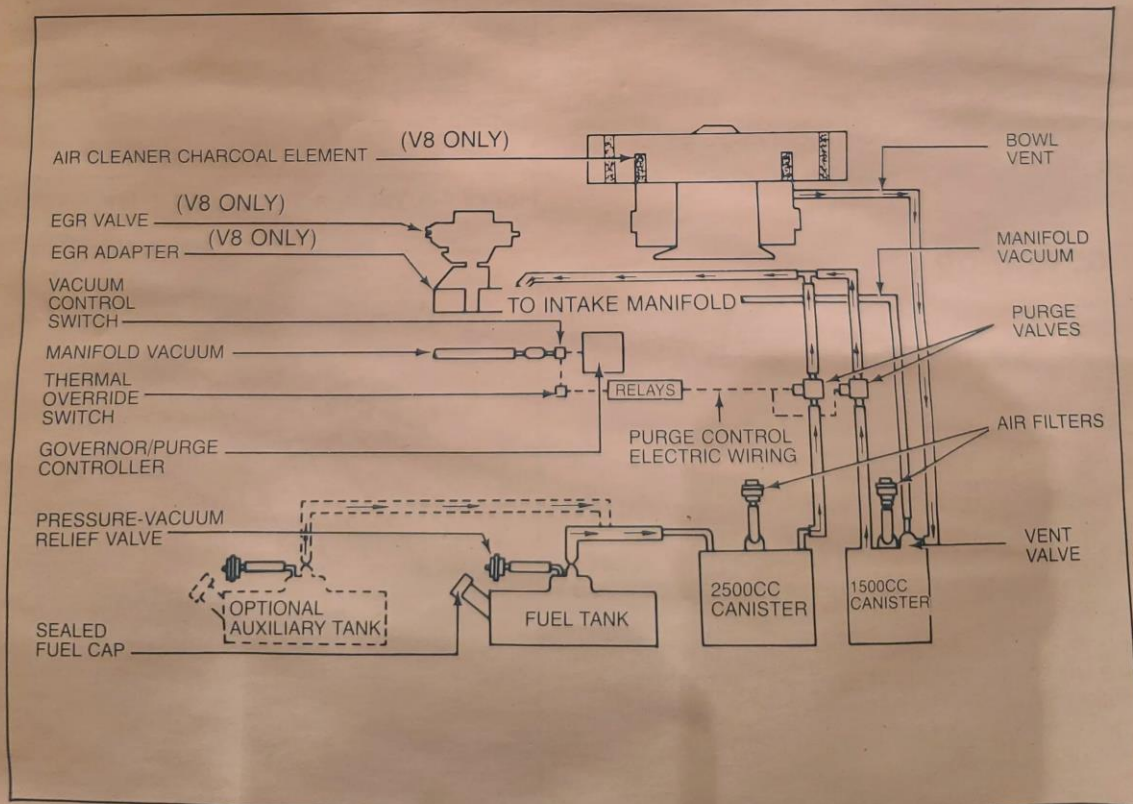 AIR CLEANER CHARCOAL ELEMENT
(V8 ONLY)
BOWL
VENT
EGR VALVE
(V8 ONLY)
EGR ADAPTER
(V8 ONLY)
VACUUM
CONTROL
SWITCH
MANIFOLD
VACUUM
TO INTAKE MANIFOLD
PURGE
VALVES
MANIFOLD VACUUM
THERMAL
OVERRIDE
SWITCH
RELAYS
GOVERNOR/PURGE
CONTROLLER
PURGE CONTROL
ELECTRIC WIRING
AIR FILTERS
PRESSURE-VACUUM
RELIEF VALVE
VENT
VALVE
OPTIONAL
AUXILIARY TANK
FUEL TANK
2500CC
CANISTER
1500CC
CANISTER
SEALED
FUEL CAP